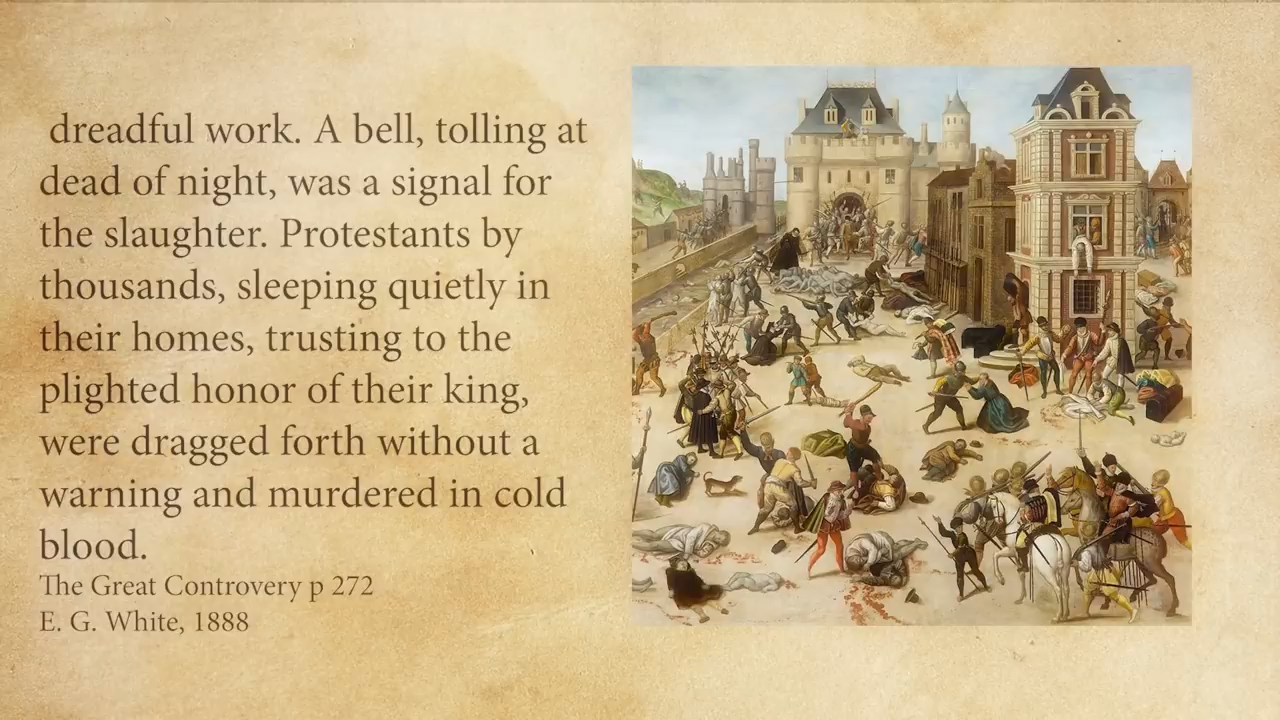 dreadful work. A bell, tolling at
dead of night, was a signal for
the slaughter. Protestants by
thousands, sleeping quietly in
their homes, trusting to the
plighted honor of their king,
were dragged forth without a
warning and murdered in cold
blood.
The Great Controvery p 272
E. G. White, 1888